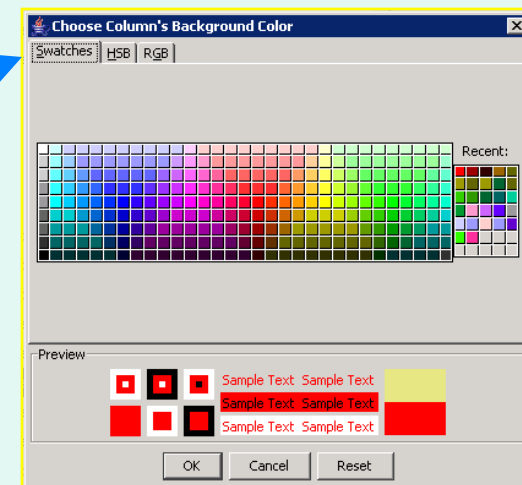 Choose Column's Background Color
Swatches HSB RGB
Recent:
Preview
Sample Text Sample Text
Sample Text Sample Text
Sample Text Sample Text
OK Cancel Reset